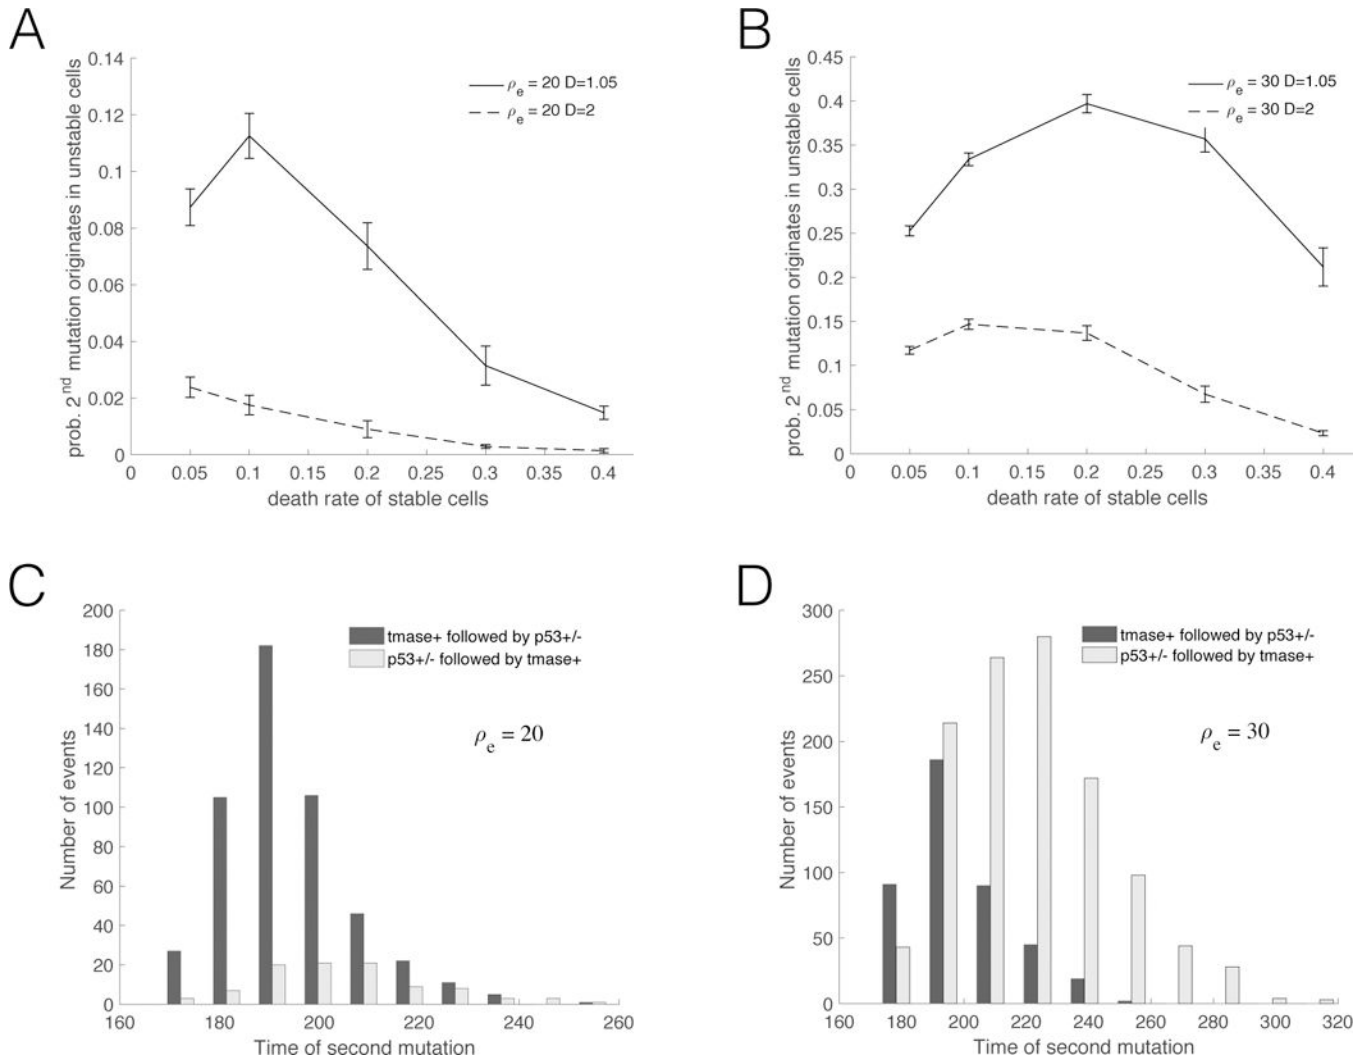 A
prob. 2nd mutation originates in unstable cells
0.14
0.12
0.1
0.08
0.06
0.04
0.02
0
ρe = 20 D=1.05
ρe = 20 D=2
0 0.05 0.1 0.15 0.2 0.25 0.3 0.35 0.4
death rate of stable cells
B
prob. 2nd mutation originates in unstable cells
0.45
0.4
0.35
0.3
0.25
0.2
0.15
0.1
0.05
0
ρe = 30 D=1.05
ρe = 30 D=2
0 0.05 0.1 0.15 0.2 0.25 0.3 0.35 0.4
death rate of stable cells
C
Number of events
200
180
160
140
120
100
80
60
40
20
0
tmase+ followed by p53+/-
p53+/- followed by tmase+
ρe = 20
160 180 200 220 240 260
Time of second mutation
D
Number of events
300
250
200
150
100
50
0
tmase+ followed by p53+/-
p53+/- followed by tmase+
ρe = 30
160 180 200 220 240 260 280 300 320
Time of second mutation